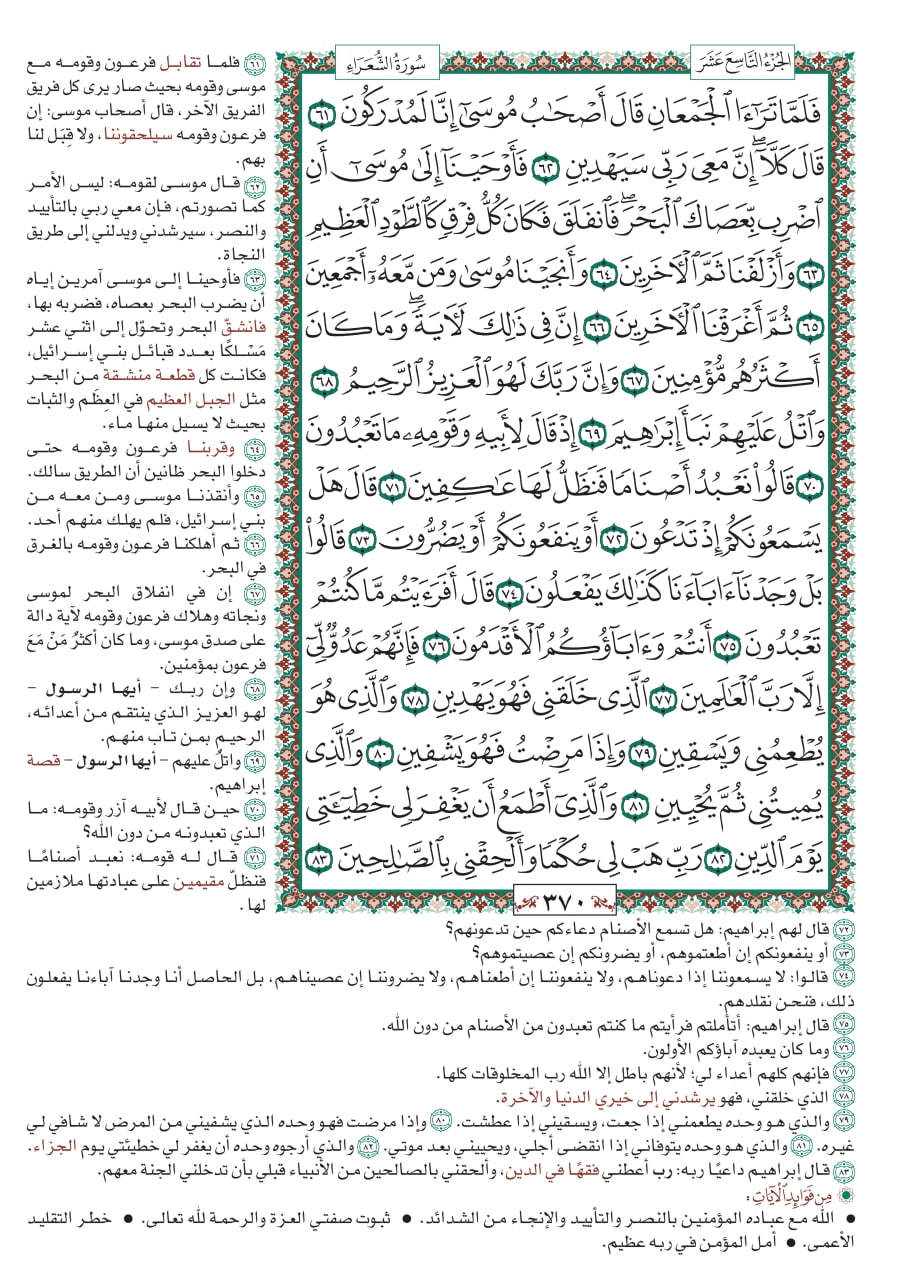 الجُزْءُ التَّاسِعَ عَشَرَ
سُورَةُ الشُّعَرَاءِ
فَلَمَّا تَرَٰٓءَا ٱلۡجَمۡعَانِ قَالَ أَصۡحَٰبُ مُوسَىٰٓ إِنَّا لَمُدۡرَكُونَ ٦١
قَالَ كَلَّآۖ إِنَّ مَعِيَ رَبِّي سَيَهۡدِينِ ٦٢ فَأَوۡحَيۡنَآ إِلَىٰ مُوسَىٰٓ أَنِ
ٱضۡرِب بِّعَصَاكَ ٱلۡبَحۡرَۖ فَٱنفَلَقَ فَكَانَ كُلُّ فِرۡقٖ كَٱلطَّوۡدِ ٱلۡعَظِيمِ
٦٣ وَأَزۡلَفۡنَا ثَمَّ ٱلۡأٓخَرِينَ ٦٤ وَأَنجَيۡنَا مُوسَىٰ وَمَن مَّعَهُۥٓ أَجۡمَعِينَ
٦٥ ثُمَّ أَغۡرَقۡنَا ٱلۡأٓخَرِينَ ٦٦ إِنَّ فِي ذَٰلِكَ لَأٓيَةٗۖ وَمَا كَانَ
أَكۡثَرُهُم مُّؤۡمِنِينَ ٦٧ وَإِنَّ رَبَّكَ لَهُوَ ٱلۡعَزِيزُ ٱلرَّحِيمُ ٦٨
وَٱتۡلُ عَلَيۡهِمۡ نَبَأَ إِبۡرَٰهِيمَ ٦٩ إِذۡ قَالَ لِأَبِيهِ وَقَوۡمِهِۦ مَا تَعۡبُدُونَ
٧٠ قَالُواْ نَعۡبُدُ أَصۡنَامٗا فَنَظَلُّ لَهَا عَٰكِفِينَ ٧١ قَالَ هَلۡ
يَسۡمَعُونَكُمۡ إِذۡ تَدۡعُونَ ٧٢ أَوۡ يَنفَعُونَكُمۡ أَوۡ يَضُرُّونَ ٧٣ قَالُواْ
بَلۡ وَجَدۡنَآ ءَابَآءَنَا كَذَٰلِكَ يَفۡعَلُونَ ٧٤ قَالَ أَفَرَءَيۡتُم مَّا كُنتُمۡ
تَعۡبُدُونَ ٧٥ أَنتُمۡ وَءَابَآؤُكُمُ ٱلۡأَقۡدَمُونَ ٧٦ فَإِنَّهُمۡ عَدُوّٞ لِّيٓ
إِلَّا رَبَّ ٱلۡعَٰلَمِينَ ٧٧ ٱلَّذِي خَلَقَنِي فَهُوَ يَهۡدِينِ ٧٨ وَٱلَّذِي هُوَ
يُطۡعِمُنِي وَيَسۡقِينِ ٧٩ وَإِذَا مَرِضۡتُ فَهُوَ يَشۡفِينِ ٨٠ وَٱلَّذِي
يُمِيتُنِي ثُمَّ يُحۡيِينِ ٨١ وَٱلَّذِيٓ أَطۡمَعُ أَن يَغۡفِرَ لِي خَطِيٓـَٔتِي
يَوۡمَ ٱلدِّينِ ٨٢ رَبِّ هَبۡ لِي حُكۡمٗا وَأَلۡحِقۡنِي بِٱلصَّٰلِحِينَ ٨٣
٣٧٠
٦١ فلما تقابل فرعون وقومه مع
موسى وقومه بحيث صار يرى كل فريق
الفريق الآخر، قال أصحاب موسى: إن
فرعون وقومه سيلحقوننا، ولا قِبَل لنا
بهم.
٦٢ قال موسى لقومه: ليس الأمر
كما تصورتم، فإن معي ربي بالتأييد
والنصر، سيرشدني ويدلني إلى طريق
النجاة.
٦٣ فأوحينا إلى موسى آمرين إياه
أن يضرب البحر بعصاه، فضربه بها،
فانشقّ البحر وتحوّل إلى اثني عشر
مَسْلكًا بعدد قبائل بني إسرائيل،
فكانت كل قطعة منشقة من البحر
مثل الجبل العظيم في العِظَم والثبات
بحيث لا يسيل منها ماء.
٦٤ وقربنا فرعون وقومه حتى
دخلوا البحر ظانين أن الطريق سالك.
٦٥ وأنقذنا موسى ومن معه من
بني إسرائيل، فلم يهلك منهم أحد.
٦٦ ثم أهلكنا فرعون وقومه بالغرق
في البحر.
٦٧ إن في انفلاق البحر لموسى
ونجاته وهلاك فرعون وقومه لآية دالة
على صدق موسى، وما كان أكثرُ مَنْ مَعَ
فرعون بمؤمنين.
٦٨ وإن ربك - أيها الرسول -
لهو العزيز الذي ينتقم من أعدائه،
الرحيم بمن تاب منهم.
٦٩ واتلُ عليهم - أيها الرسول - قصة
إبراهيم.
٧٠ حين قال لأبيه آزر وقومه: ما
الذي تعبدونه من دون الله؟
٧١ قال له قومه: نعبد أصنامًا
فنظلّ مقيمين على عبادتها ملازمين
لها.
٧٢ قال لهم إبراهيم: هل تسمع الأصنام دعاءكم حين تدعونهم؟
٧٣ أو ينفعونكم إن أطعتموهم، أو يضرونكم إن عصيتموهم؟
٧٤ قالوا: لا يسمعوننا إذا دعوناهم، ولا ينفعوننا إن أطعناهم، ولا يضروننا إن عصيناهم، بل الحاصل أنا وجدنا آباءنا يفعلون
ذلك، فنحن نقلدهم.
٧٥ قال إبراهيم: أتأملتم فرأيتم ما كنتم تعبدون من الأصنام من دون الله.
٧٦ وما كان يعبده آباؤكم الأولون.
٧٧ فإنهم كلهم أعداء لي؛ لأنهم باطل إلا الله رب المخلوقات كلها.
٧٨ الذي خلقني، فهو يرشدني إلى خيري الدنيا والآخرة.
٧٩ والذي هو وحده يطعمني إذا جعت، ويسقيني إذا عطشت. ٨٠ وإذا مرضت فهو وحده الذي يشفيني من المرض لا شافي لي
غيره. ٨١ والذي هو وحده يتوفاني إذا انقضى أجلي، ويحييني بعد موتي. ٨٢ والذي أرجوه وحده أن يغفر لي خطيئتي يوم الجزاء.
٨٣ قال إبراهيم داعيًا ربه: رب أعطني فقهًا في الدين، وألحقني بالصالحين من الأنبياء قبلي بأن تدخلني الجنة معهم.
مِن فَوَائِدِ الآيَاتِ:
• الله مع عباده المؤمنين بالنصر والتأييد والإنجاء من الشدائد. • ثبوت صفتي العزة والرحمة لله تعالى. • خطر التقليد
الأعمى. • أمل المؤمن في ربه عظيم.